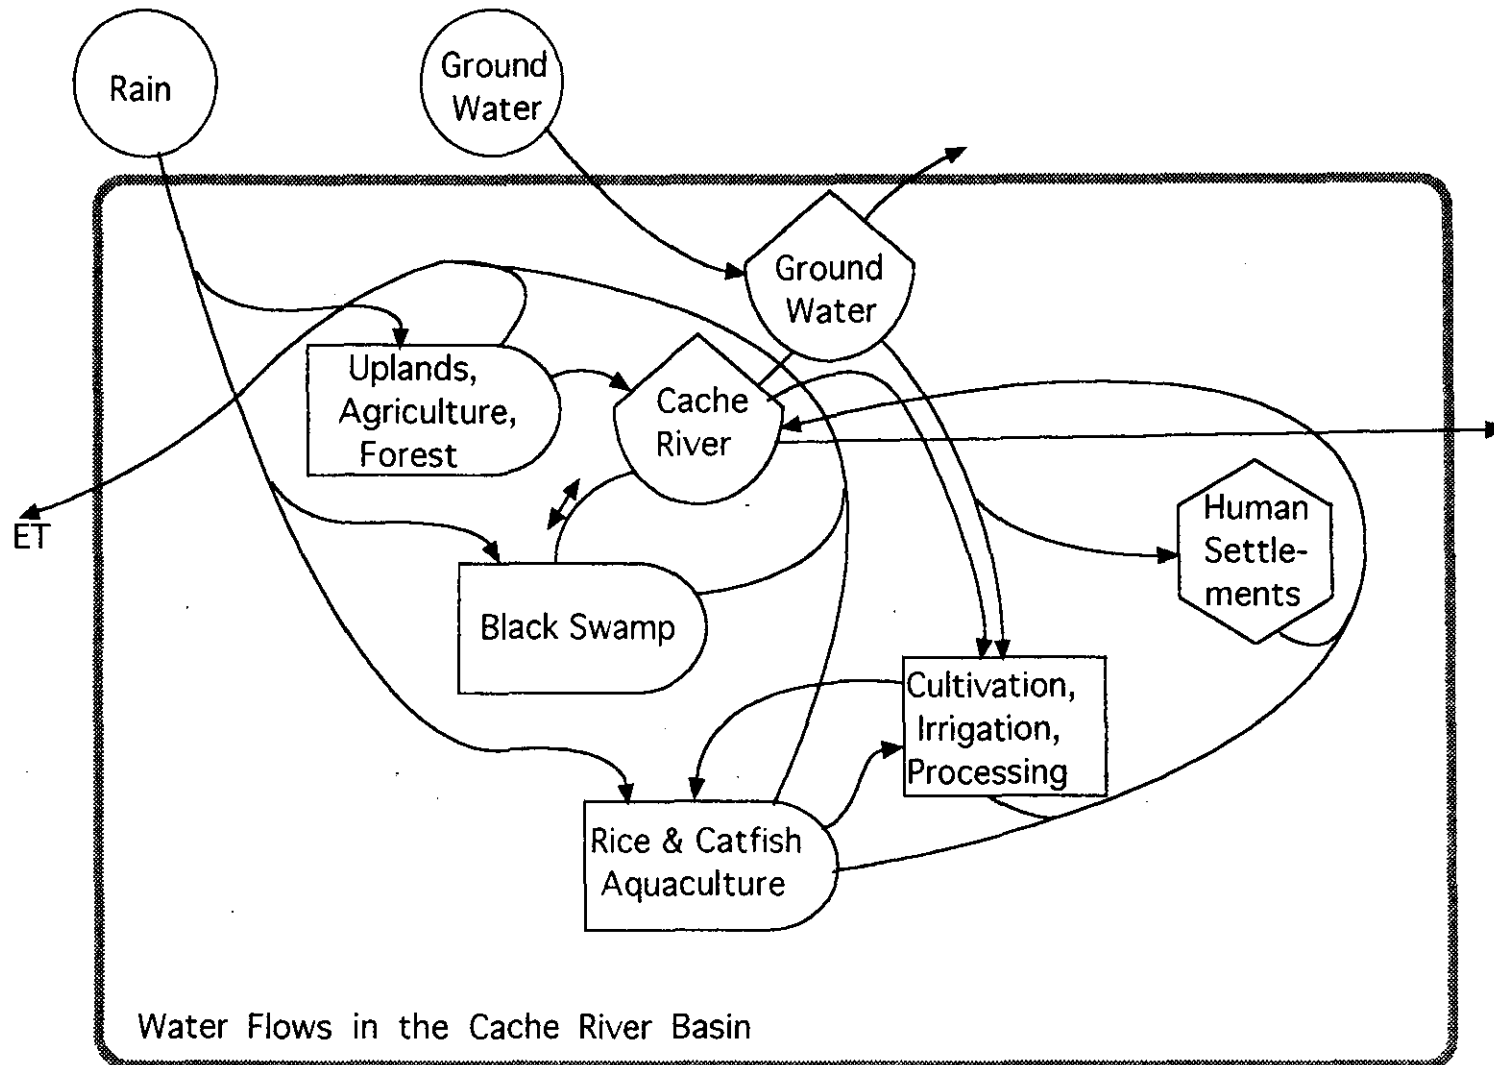 Rain
Ground
Water
Ground
Water
Uplands,
Agriculture,
Forest
Cache
River
ET
Human
Settle-
ments
Black Swamp
Cultivation,
Irrigation,
Processing
Rice & Catfish
Aquaculture
Water Flows in the Cache River Basin